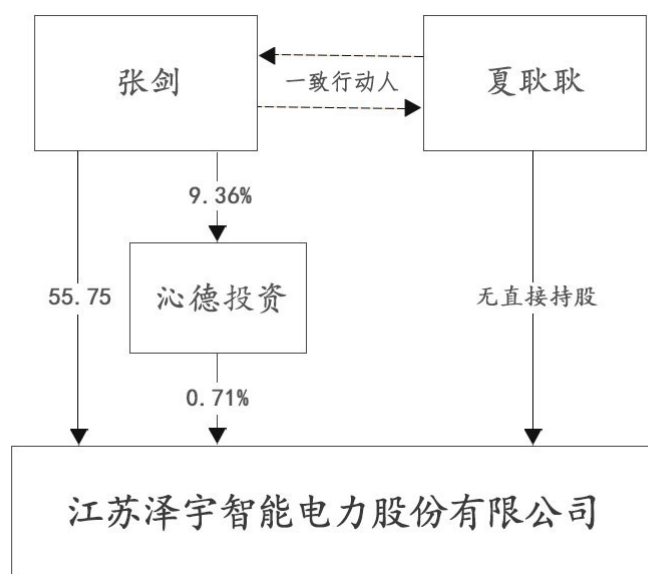 张剑
一致行动人
夏耿耿
9.36%
沁德投资
55.75
无直接持股
0.71%
江苏泽宇智能电力股份有限公司